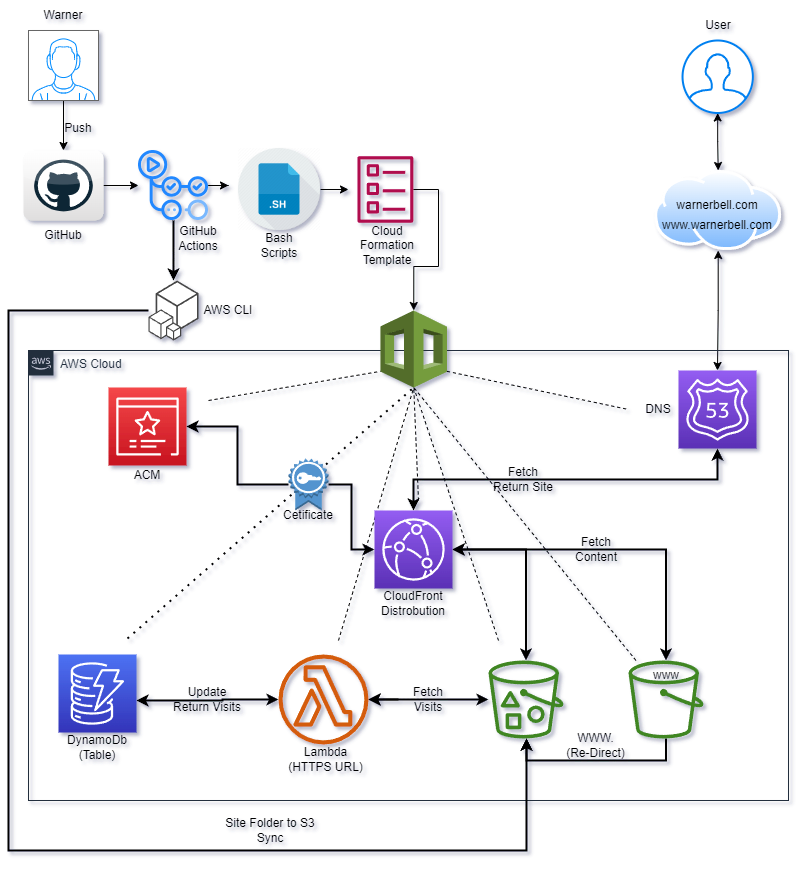 Warner
User
Push
GitHub
GitHub
Actions
.SH
Bash
Scripts
Cloud
Formation
Template
warnerbell.com
www.warnerbell.com
AWS CLI
aws
AWS Cloud
DNS
53
ACM
Cetificate
Fetch
Return Site
CloudFront
Distrobution
Fetch
Content
Update
Return Visits
Fetch
Visits
www
DynamoDb
(Table)
Lambda
(HTTPS URL)
WWW.
(Re-Direct)
Site Folder to S3
Sync